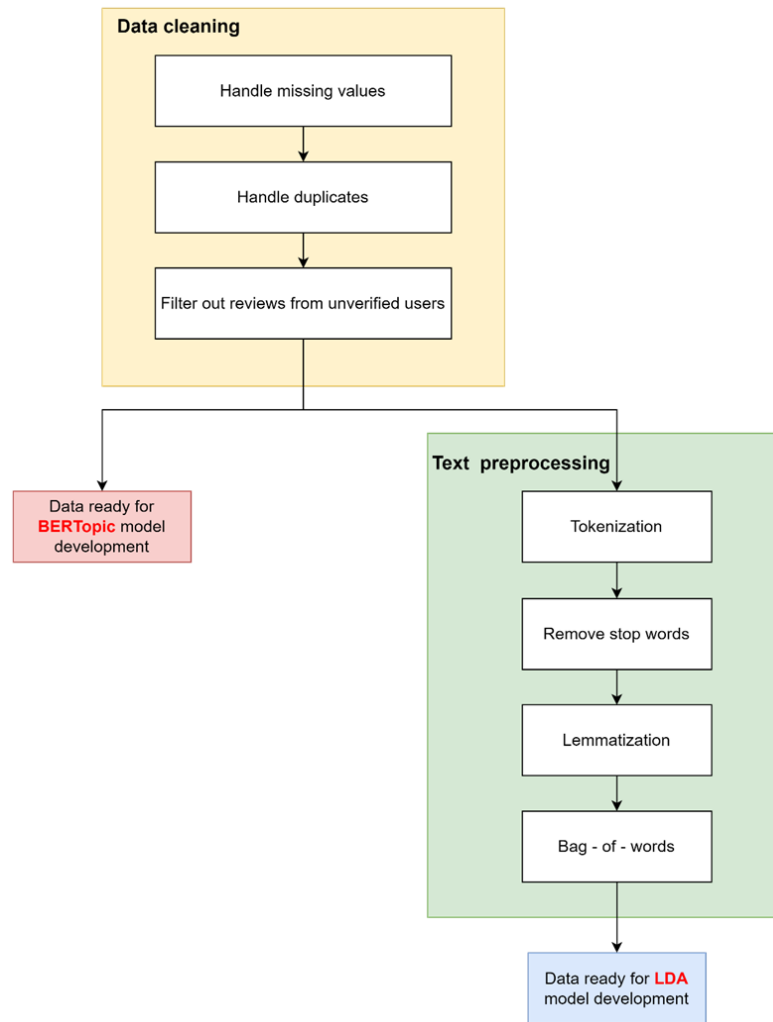 Data cleaning
Handle missing values
Handle duplicates
Filter out reviews from unverified users
Data ready for
BERTopic model
development
Text preprocessing
Tokenization
Remove stop words
Lemmatization
Bag - of - words
Data ready for LDA
model development